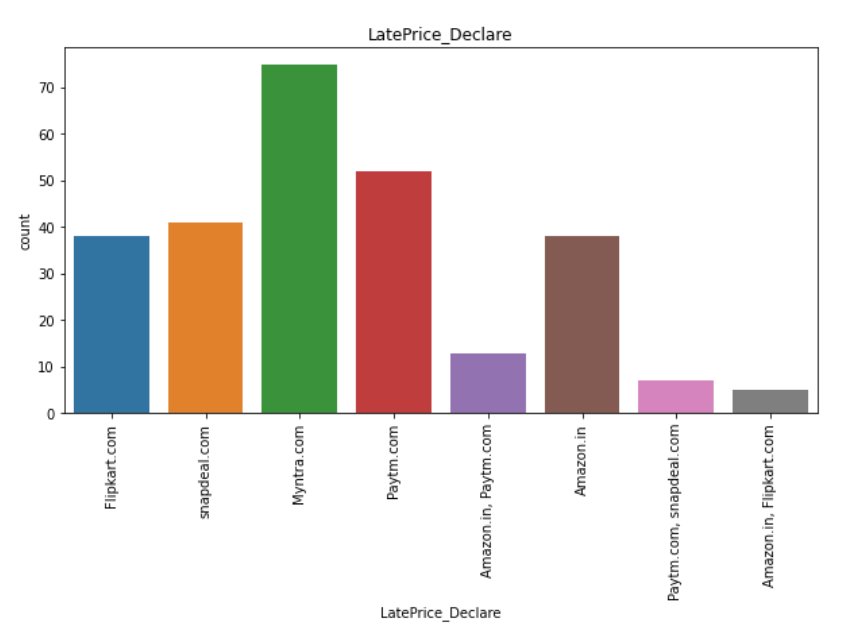 LatePrice_Declare
70
60
50
40
30
20
10
0
count
Flipkart.com
snapdeal.com
Myntra.com
Paytm.com
Amazon.in, Paytm.com
Amazon.in
Paytm.com, snapdeal.com
Amazon.in, Flipkart.com
LatePrice_Declare